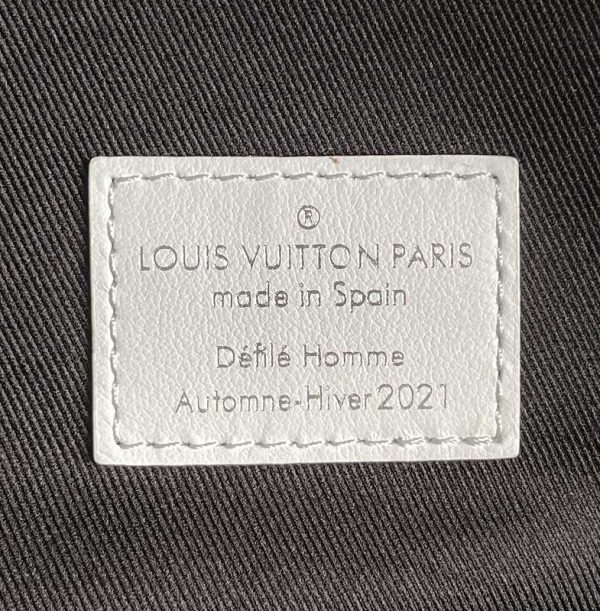 ®
LOUIS VUITTON PARIS
made in Spain
Défilé Homme
Automne-Hiver 2021